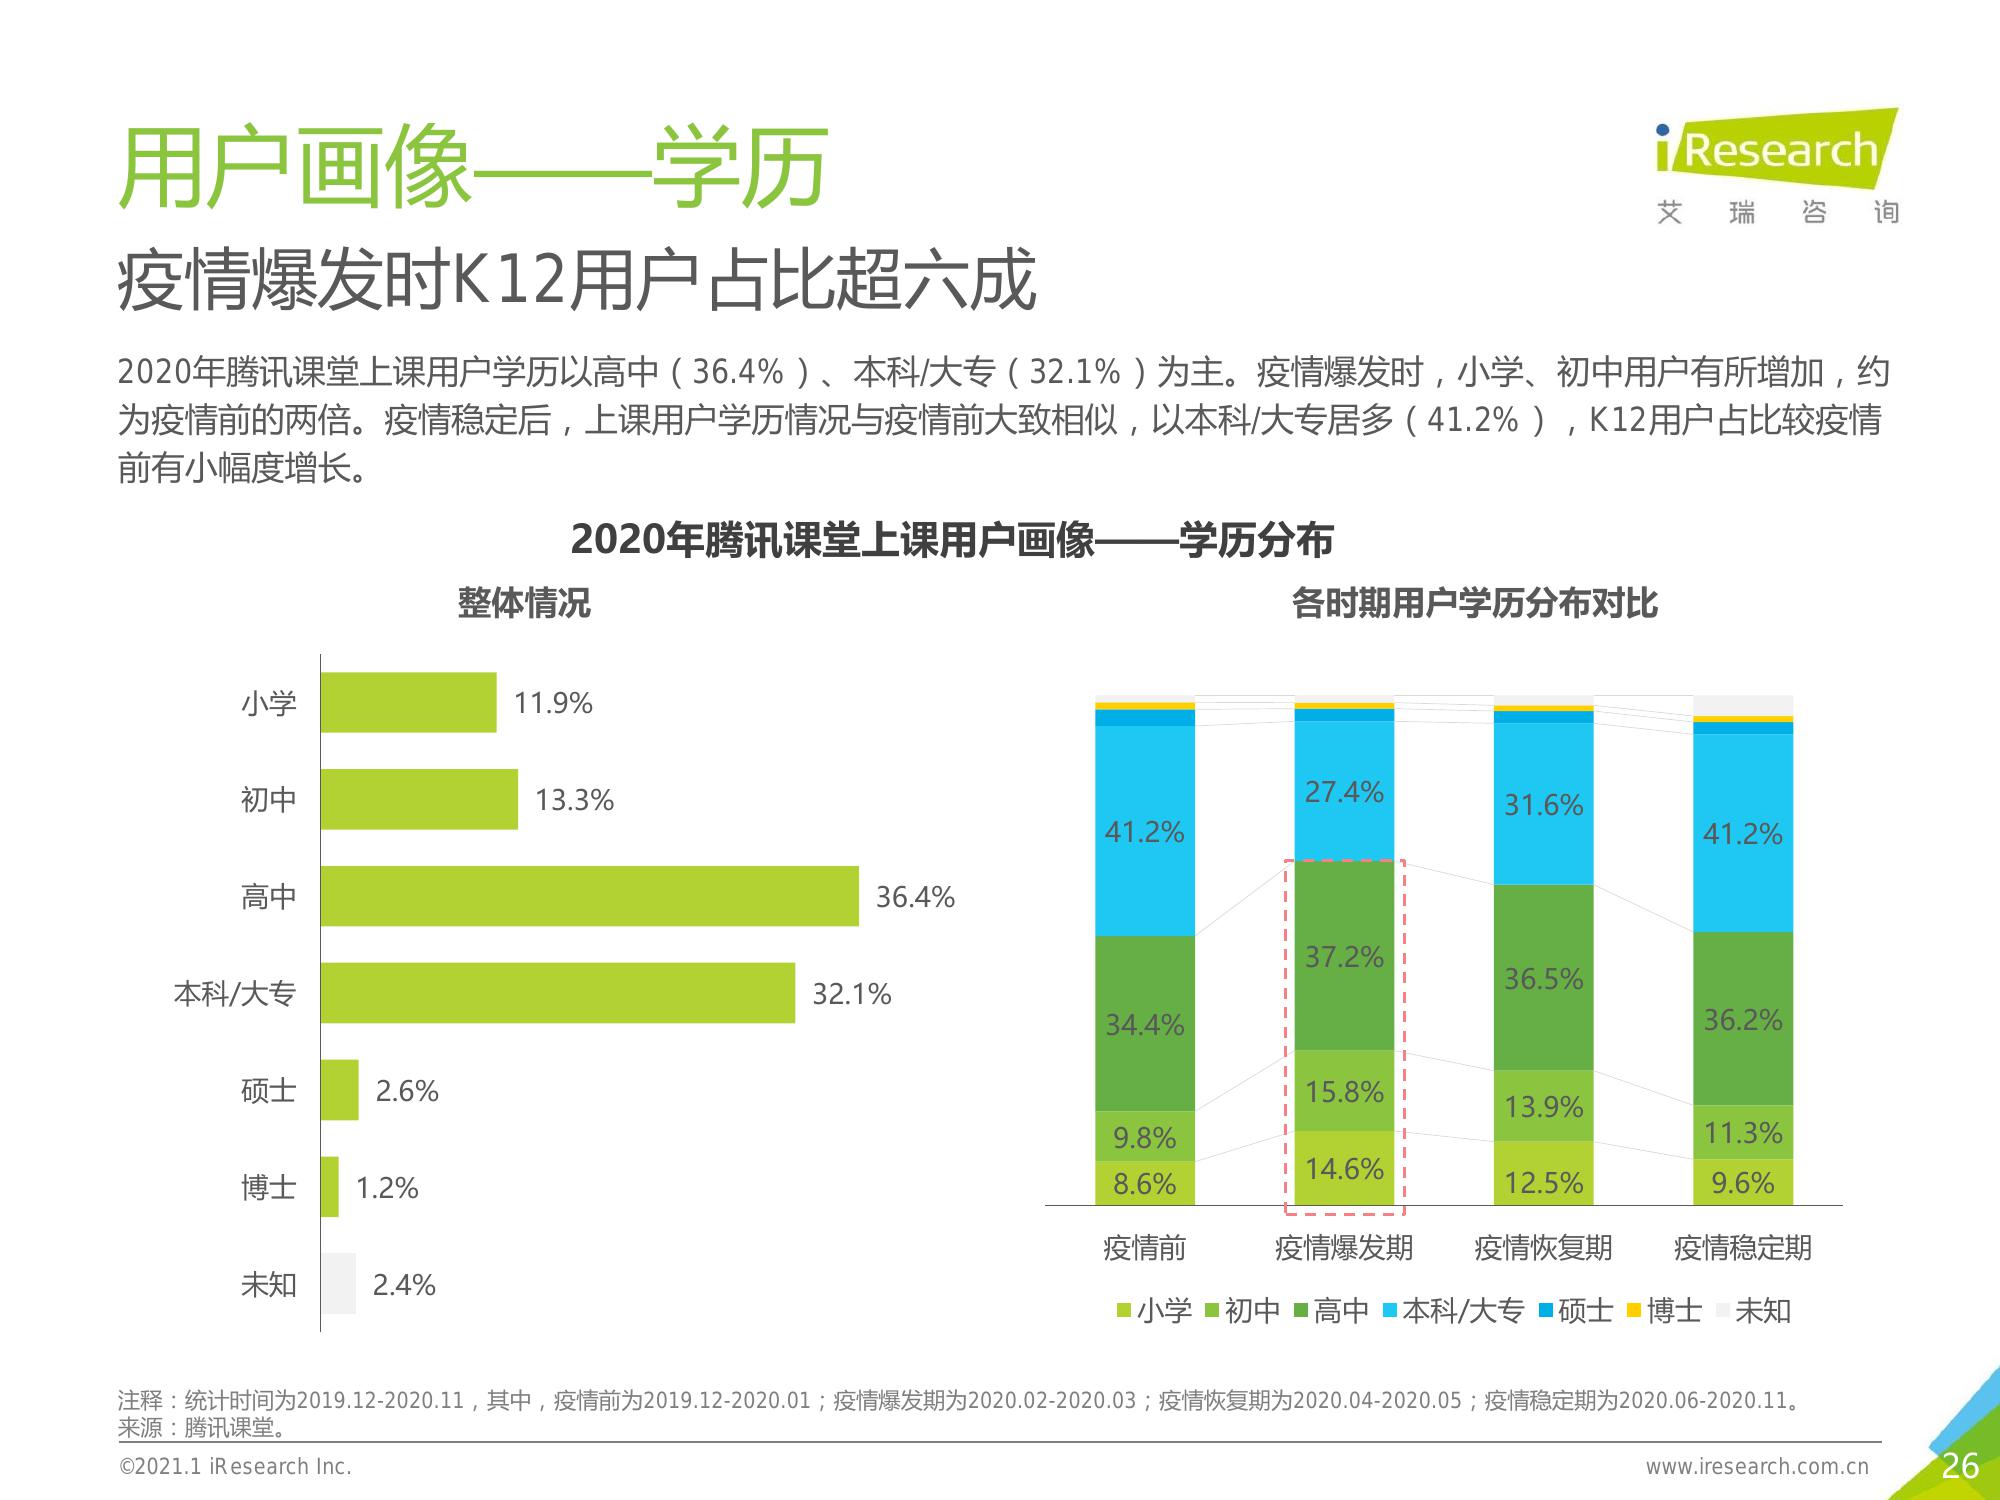 用户画像——学历
iResearch
艾瑞咨询
疫情爆发时K12用户占比超六成
2020年腾讯课堂上课用户学历以高中（36.4%）、本科/大专（32.1%）为主。疫情爆发时，小学、初中用户有所增加，约
为疫情前的两倍。疫情稳定后，上课用户学历情况与疫情前大致相似，以本科/大专居多（41.2%），K12用户占比较疫情
前有小幅度增长。
2020年腾讯课堂上课用户画像——学历分布
整体情况
小学 11.9%
初中 13.3%
高中 36.4%
本科/大专 32.1%
硕士 2.6%
博士 1.2%
未知 2.4%
各时期用户学历分布对比
41.2% 27.4% 31.6% 41.2%
34.4% 37.2% 36.5% 36.2%
9.8% 15.8% 13.9% 11.3%
8.6% 14.6% 12.5% 9.6%
疫情前 疫情爆发期 疫情恢复期 疫情稳定期
小学 初中 高中 本科/大专 硕士 博士 未知
注释：统计时间为2019.12-2020.11，其中，疫情前为2019.12-2020.01；疫情爆发期为2020.02-2020.03；疫情恢复期为2020.04-2020.05；疫情稳定期为2020.06-2020.11。
来源：腾讯课堂。
©2021.1 iResearch Inc.
www.iresearch.com.cn
26